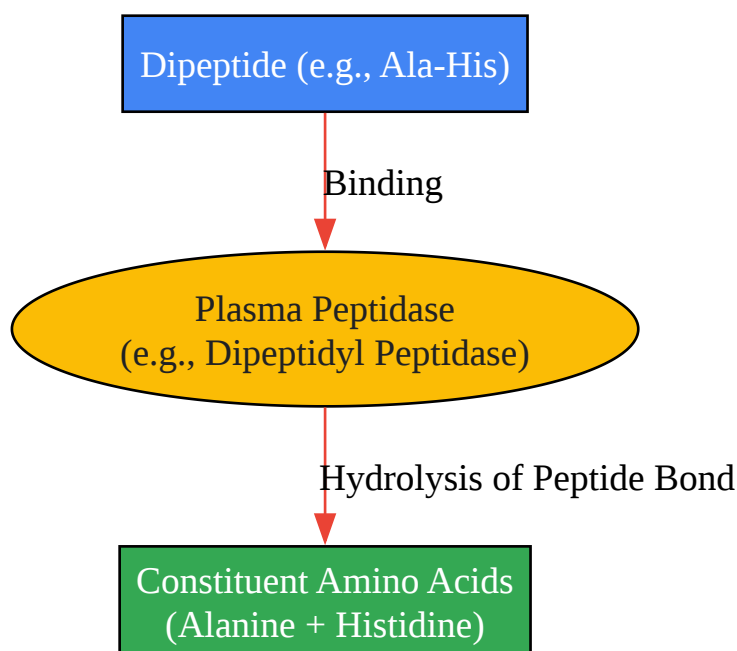 Dipeptide (e.g., Ala-His)
Binding
Plasma Peptidase
(e.g., Dipeptidyl Peptidase)
Hydrolysis of Peptide Bond
Constituent Amino Acids
(Alanine + Histidine)